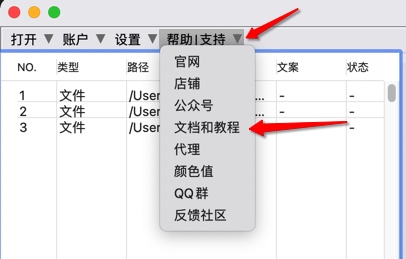 打开 ▼ 账户 ▼ 设置 ▼ 帮助|支持 ▼
NO. 类型 路径 文案 状态
1 文件 /User ... - -
2 文件 /User ... - -
3 文件 /User - -
官网
店铺
公众号
文档和教程
代理
颜色值
QQ群
反馈社区